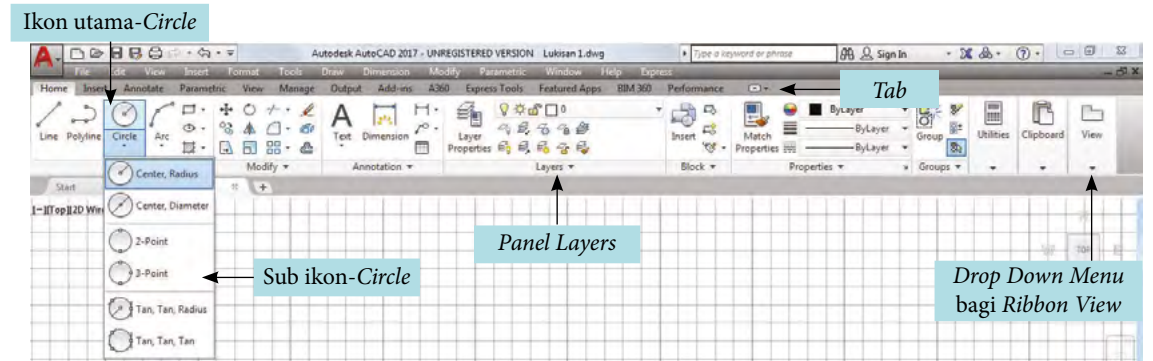 Ikon utama-Circle
Autodesk AutoCAD 2017 - UNREGISTERED VERSION Lukisan 1.dwg
Type a keyword or phrase
Sign In
File Edit View Insert Format Tools Draw Dimension Modify Parametric Window Help Express
Home Insert Annotate Parametric View Manage Output Add-ins A360 Express Tools Featured Apps BIM 360 Performance
Tab
Line Polyline Circle Arc
Text Dimension
Layer Properties
0
Insert
Match Properties
ByLayer
ByLayer
ByLayer
Group
Utilities
Clipboard
View
Modify
Annotation
Layers
Block
Properties
Groups
Start
[-][Top][2D Wir
Center, Radius
Center, Diameter
2-Point
3-Point
Tan, Tan, Radius
Tan, Tan, Tan
Sub ikon-Circle
Panel Layers
TOP
Drop Down Menu
bagi Ribbon View